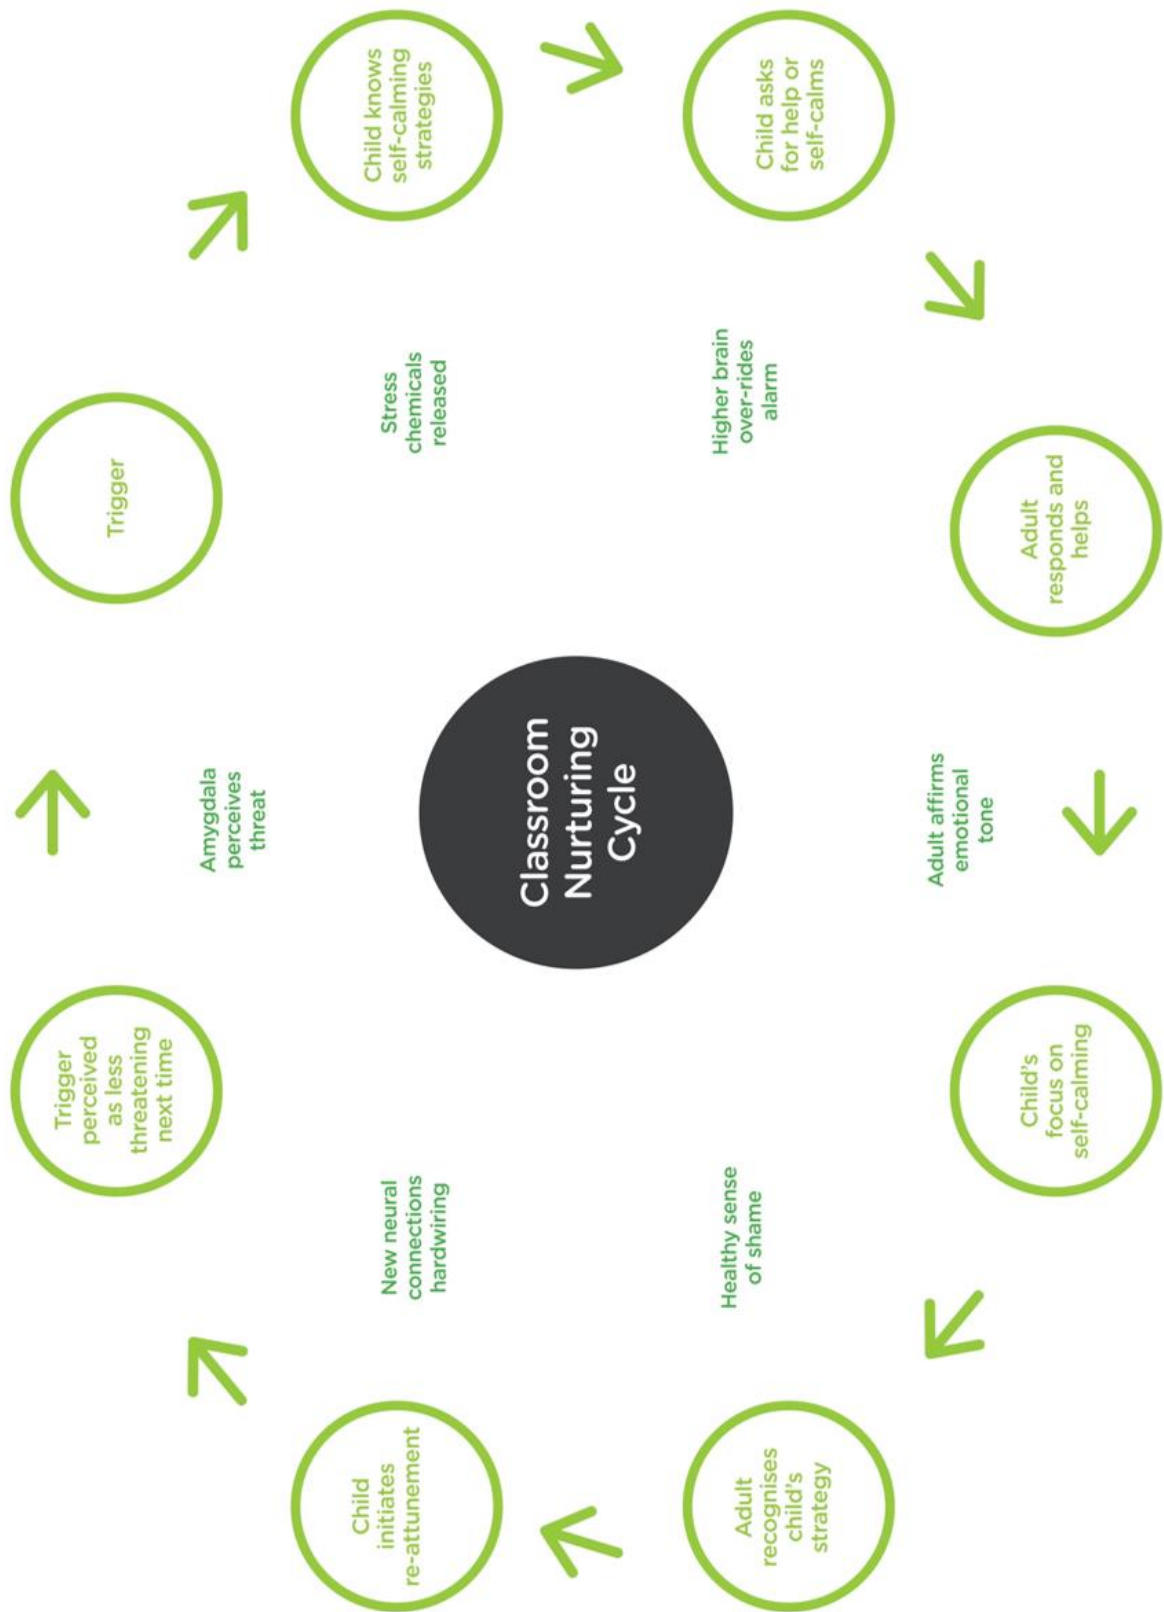 Classroom
Nurturing
Cycle
Trigger
Child knows
self-calming
strategies
Child asks
for help or
self-calms
Adult
responds and
helps
Child's
focus on
self-calming
Adult
recognises
child's
strategy
Child
initiates
re-attunement
Trigger
perceived
as less
threatening
next time
Amygdala
perceives
threat
Stress
chemicals
released
Higher brain
over-rides
alarm
Adult affirms
emotional
tone
Healthy sense
of shame
New neural
connections
hardwiring